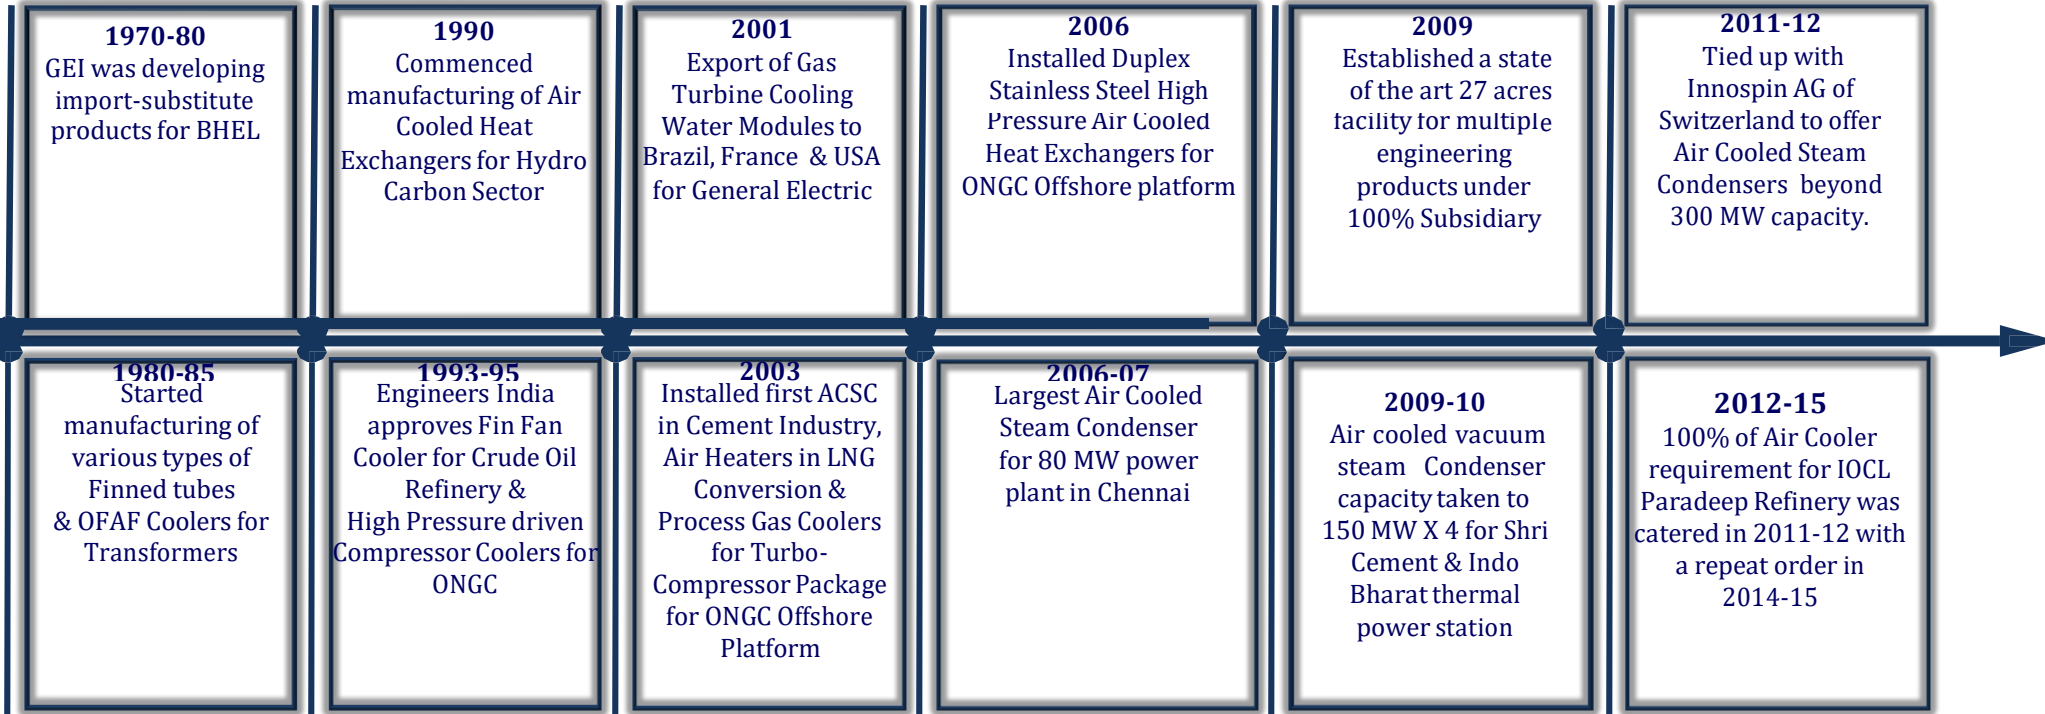 1970-80
GEI was developing
import-substitute
products for BHEL
1990
Commenced
manufacturing of Air
Cooled Heat
Exchangers for Hydro
Carbon Sector
2001
Export of Gas
Turbine Cooling
Water Modules to
Brazil, France & USA
for General Electric
2006
Installed Duplex
Stainless Steel High
Pressure Air Cooled
Heat Exchangers for
ONGC Offshore platform
2009
Established a state
of the art 27 acres
facility for multiple
engineering
products under
100% Subsidiary
2011-12
Tied up with
Innospin AG of
Switzerland to offer
Air Cooled Steam
Condensers beyond
300 MW capacity.
1980-85
Started
manufacturing of
various types of
Finned tubes
& OFAF Coolers for
Transformers
1993-95
Engineers India
approves Fin Fan
Cooler for Crude Oil
Refinery &
High Pressure driven
Compressor Coolers for
ONGC
2003
Installed first ACSC
in Cement Industry,
Air Heaters in LNG
Conversion &
Process Gas Coolers
for Turbo-
Compressor Package
for ONGC Offshore
Platform
2006-07
Largest Air Cooled
Steam Condenser
for 80 MW power
plant in Chennai
2009-10
Air cooled vacuum
steam Condenser
capacity taken to
150 MW X 4 for Shri
Cement & Indo
Bharat thermal
power station
2012-15
100% of Air Cooler
requirement for IOCL
Paradeep Refinery was
catered in 2011-12 with
a repeat order in
2014-15